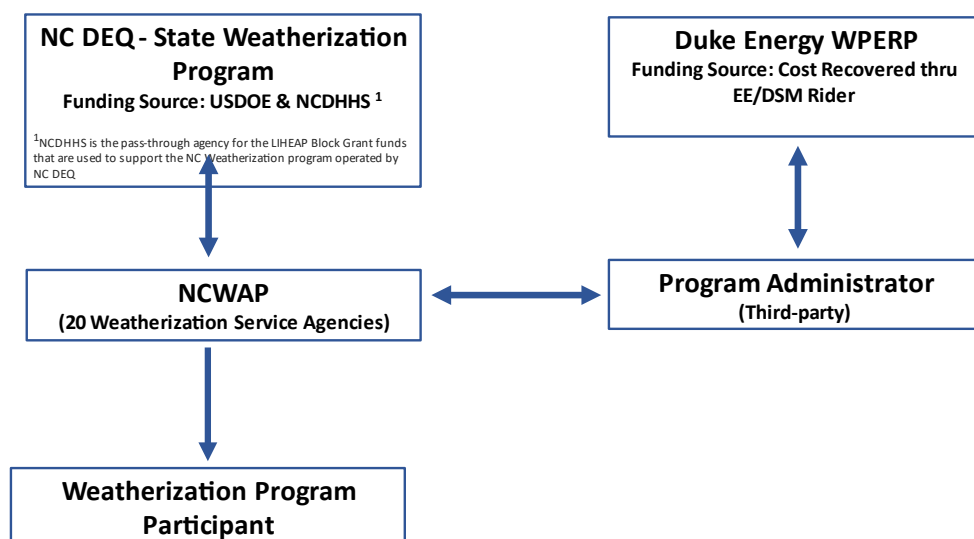 NC DEQ - State Weatherization
Program
Funding Source: USDOE & NCDHHS 1
1NCDHHS is the pass-through agency for the LIHEAP Block Grant funds
that are used to support the NC Weatherization program operated by
NC DEQ
Duke Energy WPERP
Funding Source: Cost Recovered thru
EE/DSM Rider
NCWAP
(20 Weatherization Service Agencies)
Program Administrator
(Third-party)
Weatherization Program
Participant